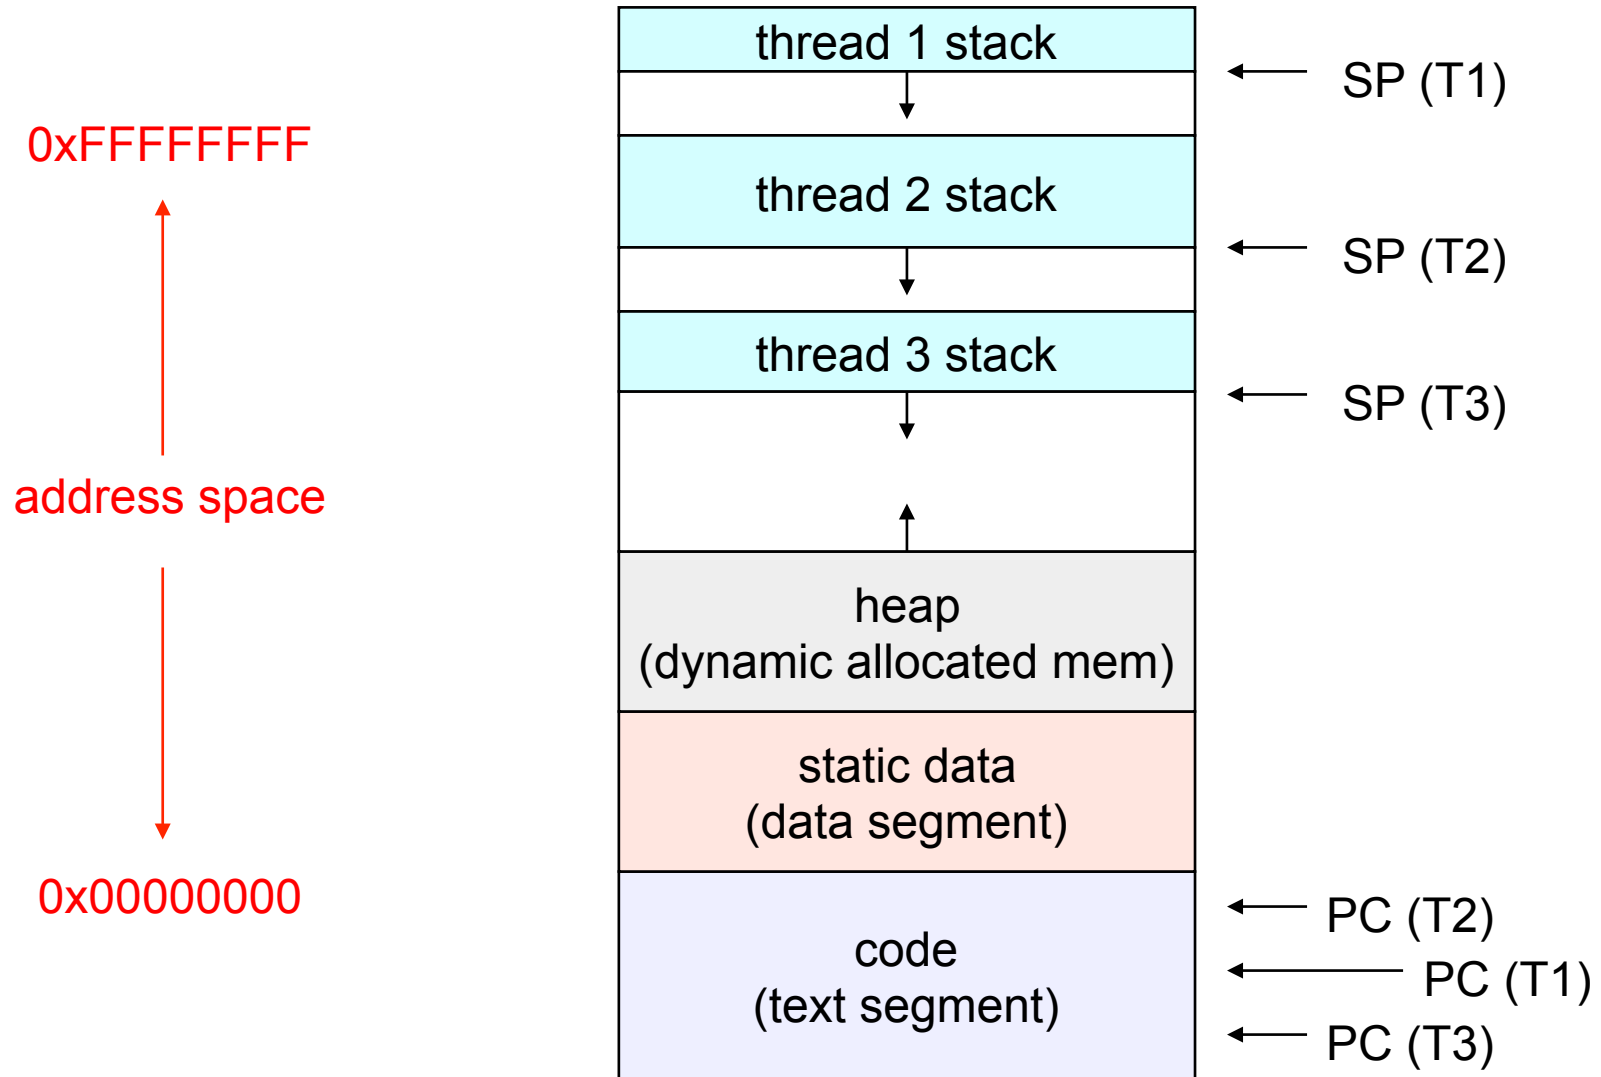 thread 1 stack
SP (T1)
0xFFFFFFFF
thread 2 stack
SP (T2)
thread 3 stack
SP (T3)
address space
heap
(dynamic allocated mem)
static data
(data segment)
0x00000000
PC (T2)
code
PC (T1)
(text segment)
PC (T3)